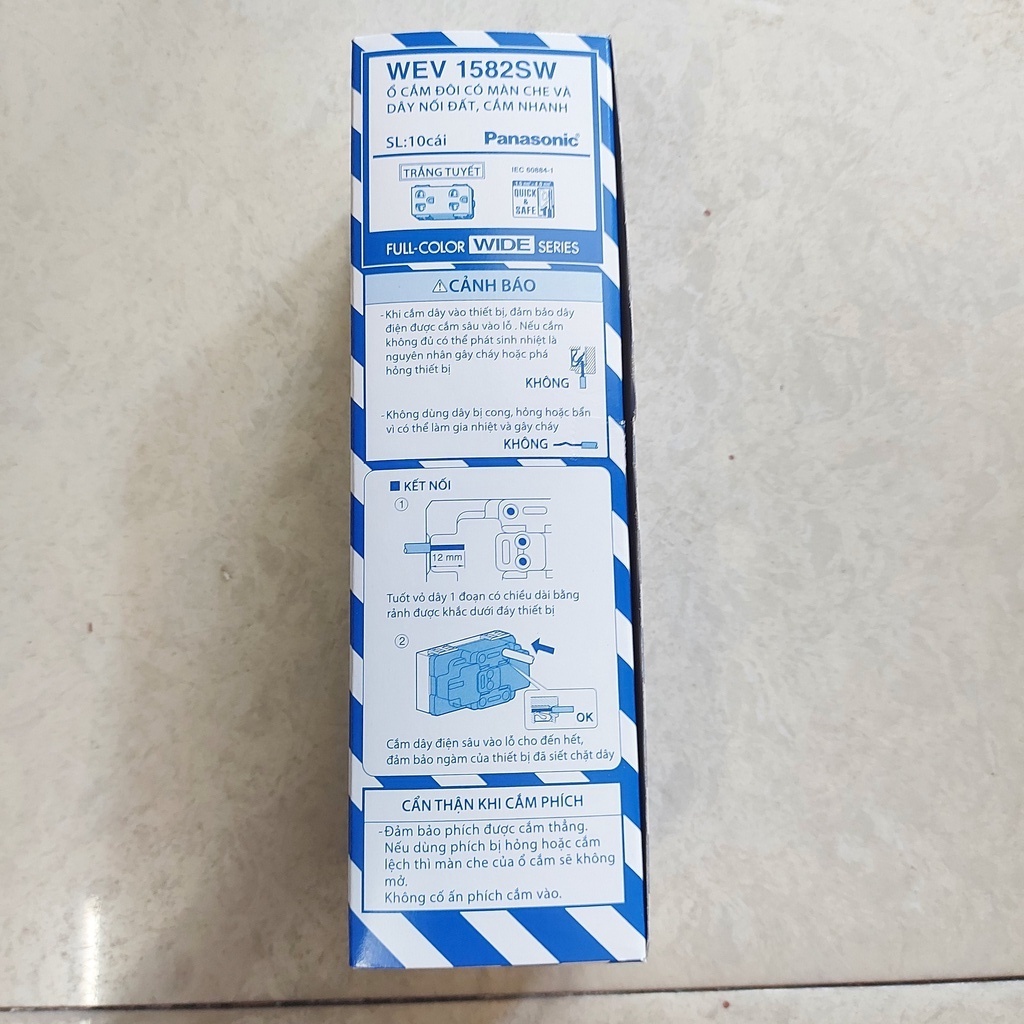 WEV 1582SW
Ổ CẮM ĐÔI CÓ MÀN CHE VÀ
DÂY NỐI ĐẤT, CẮM NHANH
SL:10cái
Panasonic
TRẮNG TUYẾT
IEC 60884-1
QUICK
&
SAFE
FULL-COLOR WIDE SERIES
⚠CẢNH BÁO
-Khi cắm dây vào thiết bị, đảm bảo dây
điện được cắm sâu vào lỗ . Nếu cắm
không đủ có thể phát sinh nhiệt là
nguyên nhân gây cháy hoặc phá
hỏng thiết bị
KHÔNG
-Không dùng dây bị cong, hỏng hoặc bẩn
vì có thể làm gia nhiệt và gây cháy
KHÔNG
■ KẾT NỐI
①
12 mm
Tuốt vỏ dây 1 đoạn có chiều dài bằng
rảnh được khắc dưới đáy thiết bị
②
OK
Cắm dây điện sâu vào lỗ cho đến hết,
đảm bảo ngàm của thiết bị đã siết chặt dây
CẨN THẬN KHI CẮM PHÍCH
-Đảm bảo phích được cắm thẳng.
Nếu dùng phích bị hỏng hoặc cắm
lệch thì màn che của ổ cắm sẽ không
mở.
Không cố ấn phích cắm vào.